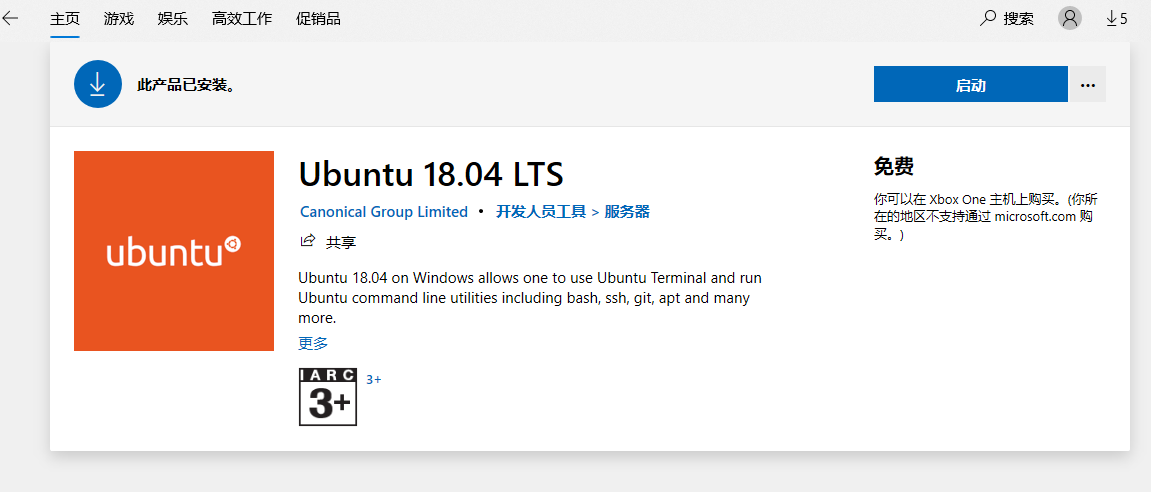 主页 游戏 娱乐 高效工作 促销品 搜索 5
此产品已安装。 启动 ...
ubuntu
Ubuntu 18.04 LTS
Canonical Group Limited • 开发人员工具 > 服务器
共享
Ubuntu 18.04 on Windows allows one to use Ubuntu Terminal and run
Ubuntu command line utilities including bash, ssh, git, apt and many
more.
更多
IARC
3+
3+
免费
你可以在 Xbox One 主机上购买。(你所
在的地区不支持通过 microsoft.com 购
买。)